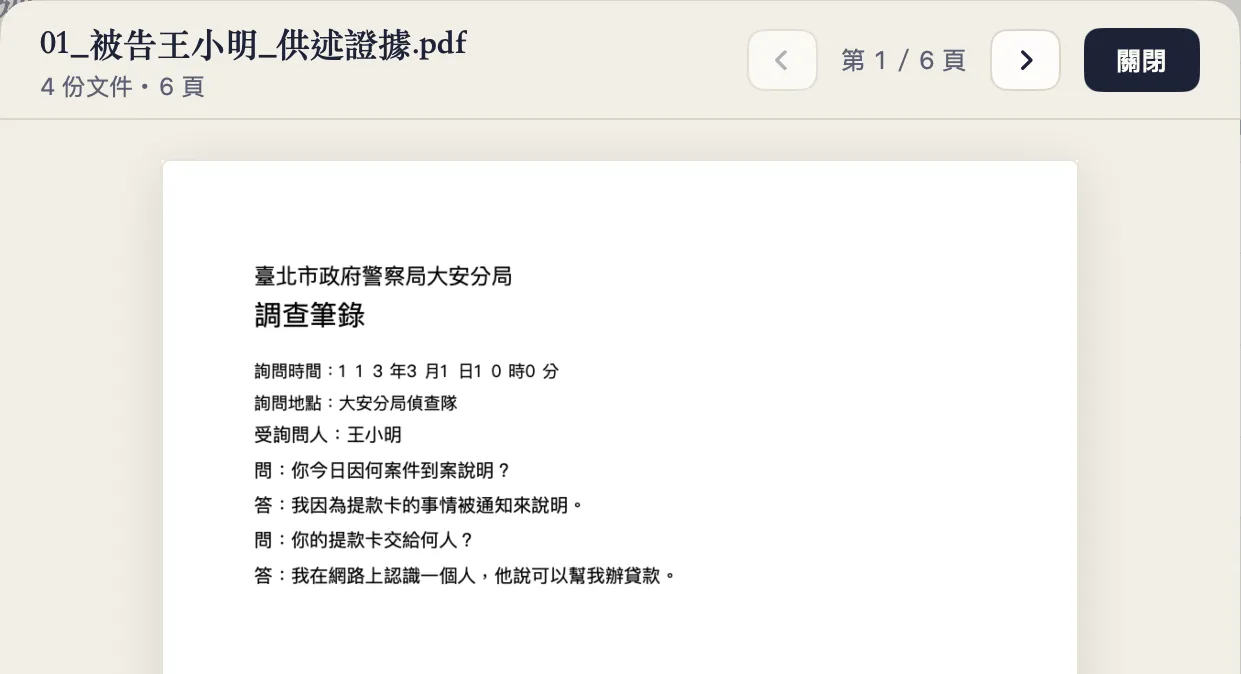 01_被告王小明_供述證據.pdf
4 份文件・6 頁
第 1 / 6 頁
關閉
臺北市政府警察局大安分局
調查筆錄
詢問時間：1 1 3 年3 月1 日1 0 時0 分
詢問地點：大安分局偵查隊
受詢問人：王小明
問：你今日因何案件到案說明？
答：我因為提款卡的事情被通知來說明。
問：你的提款卡交給何人？
答：我在網路上認識一個人，他說可以幫我辦貸款。